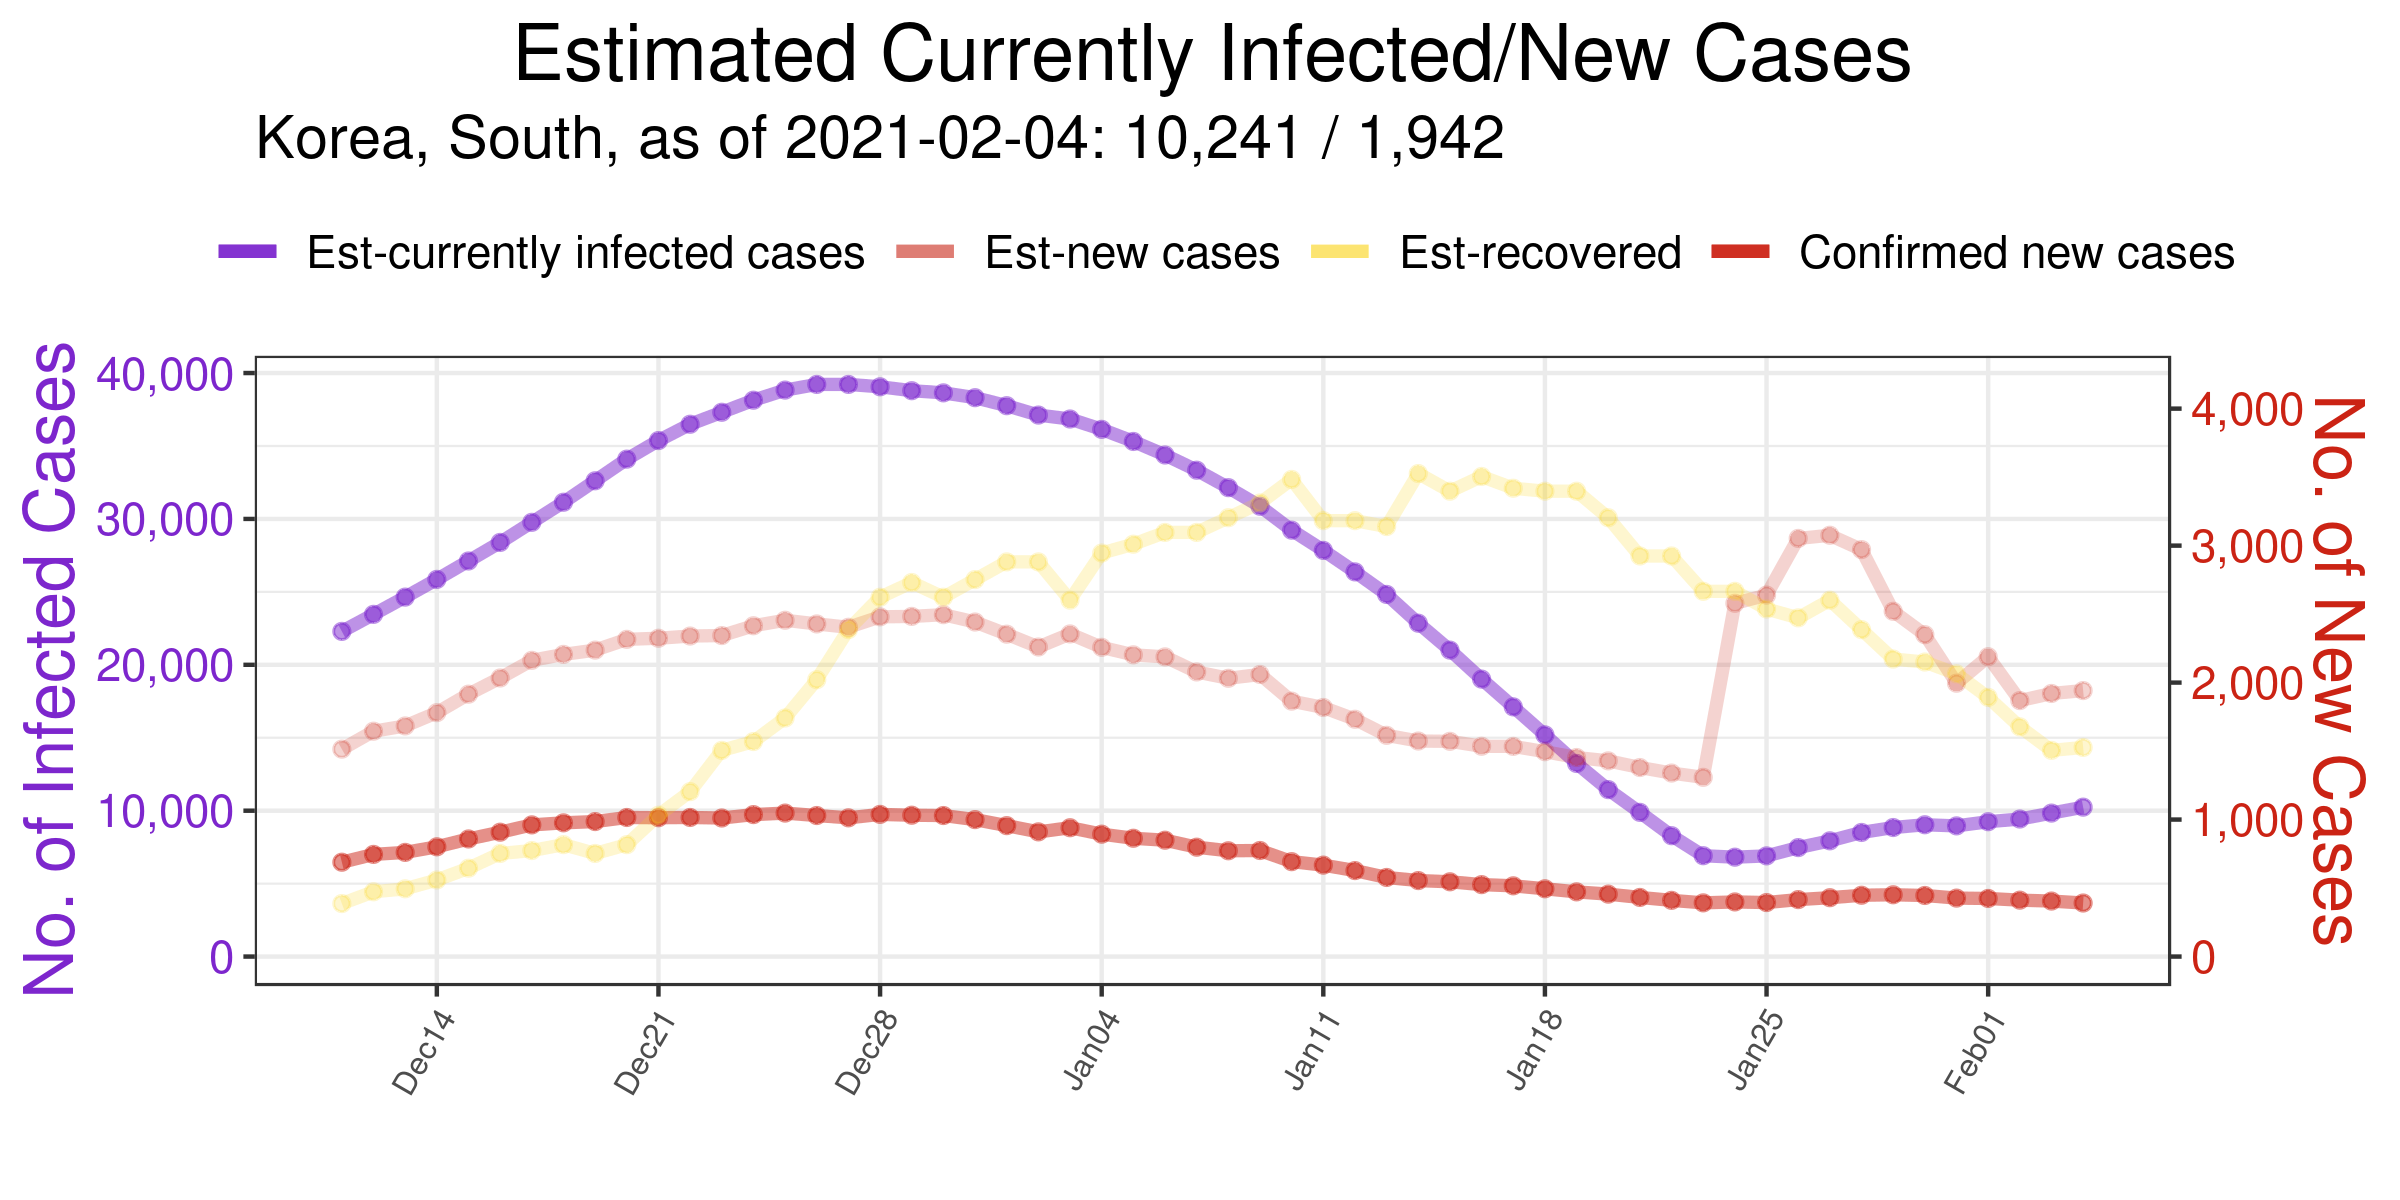 Estimated Currently Infected/New Cases
Korea, South, as of 2021-02-04: 10,241 / 1,942
Est-currently infected cases Est-new cases Est-recovered Confirmed new cases
No. of Infected Cases
40,000
30,000
20,000
10,000
0
4,000
3,000
2,000
1,000
0
No. of New Cases
Dec14 Dec21 Dec28 Jan04 Jan11 Jan18 Jan25 Feb01